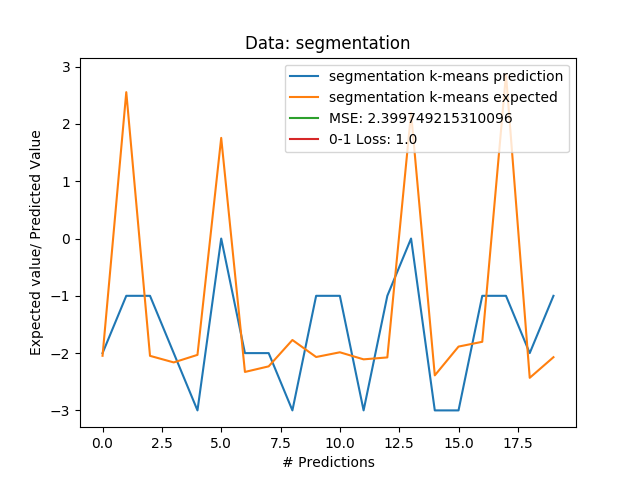 Data: segmentation
segmentation k-means prediction
segmentation k-means expected
MSE: 2.399749215310096
0-1 Loss: 1.0
Expected value/ Predicted Value
3
2
1
0
−1
−2
−3
0.0 2.5 5.0 7.5 10.0 12.5 15.0 17.5
# Predictions